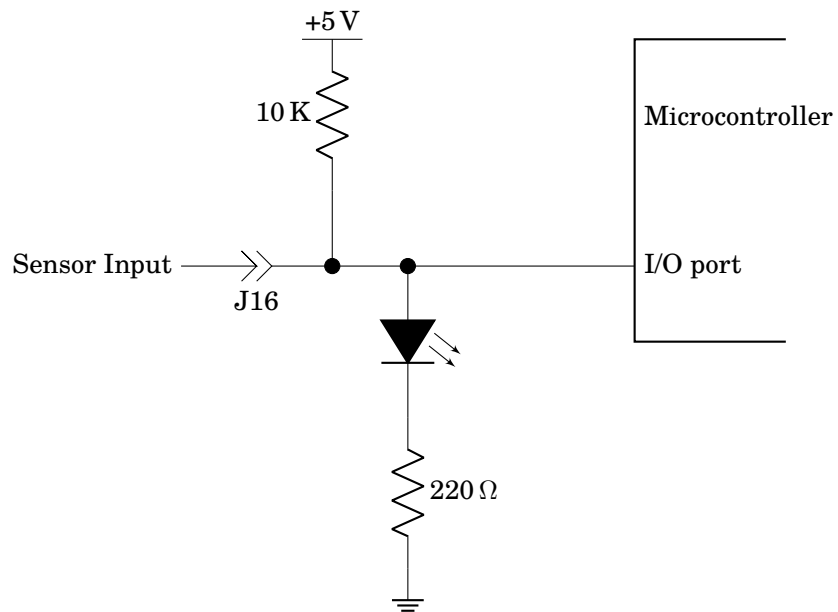 +5 V
10 K
Microcontroller
Sensor Input
J16
I/O port
220 Ω